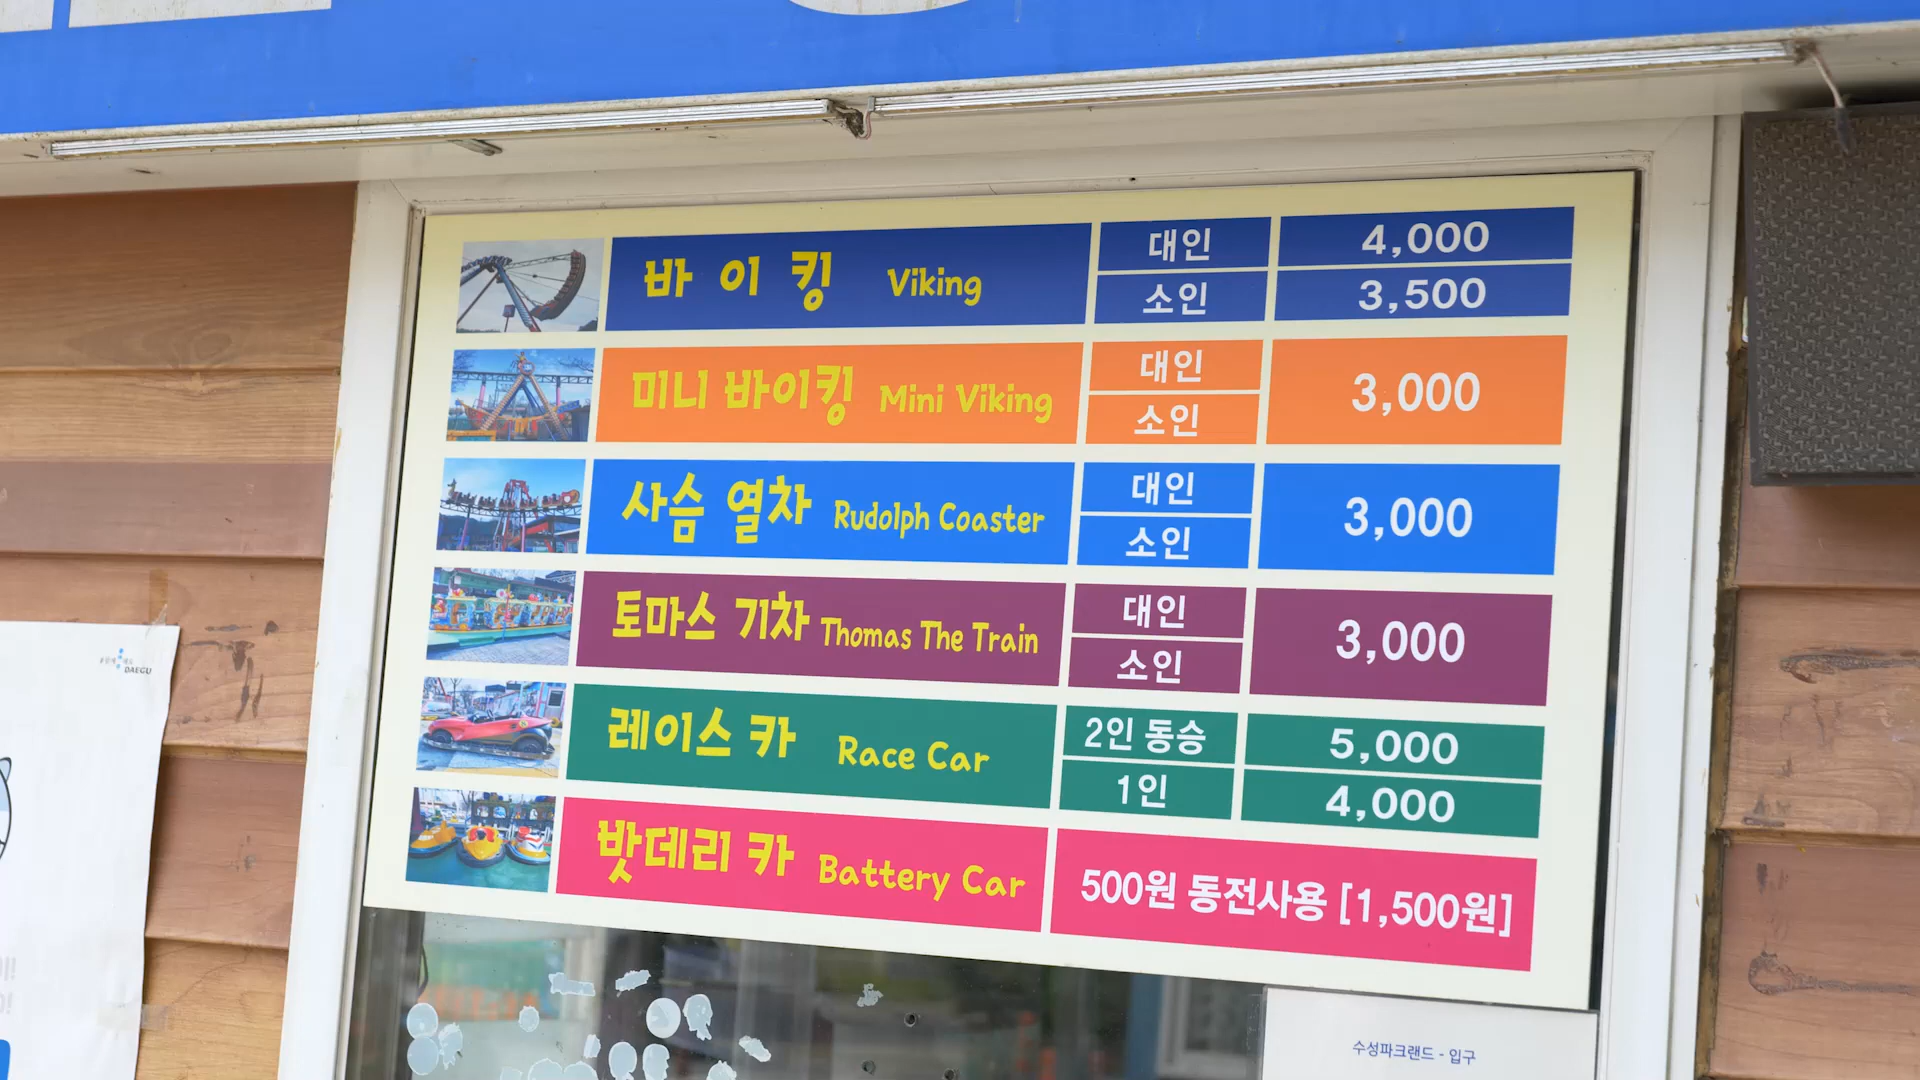 바 이 킹 Viking 대인 4,000
소인 3,500
미니 바이킹 Mini Viking 대인 3,000
소인
사슴 열차 Rudolph Coaster 대인 3,000
소인
토마스 기차 Thomas The Train 대인 3,000
소인
레이스 카 Race Car 2인 동승 5,000
1인 4,000
밧데리 카 Battery Car 500원 동전사용 [1,500원]
DAEGU
수성파크랜드 - 입구